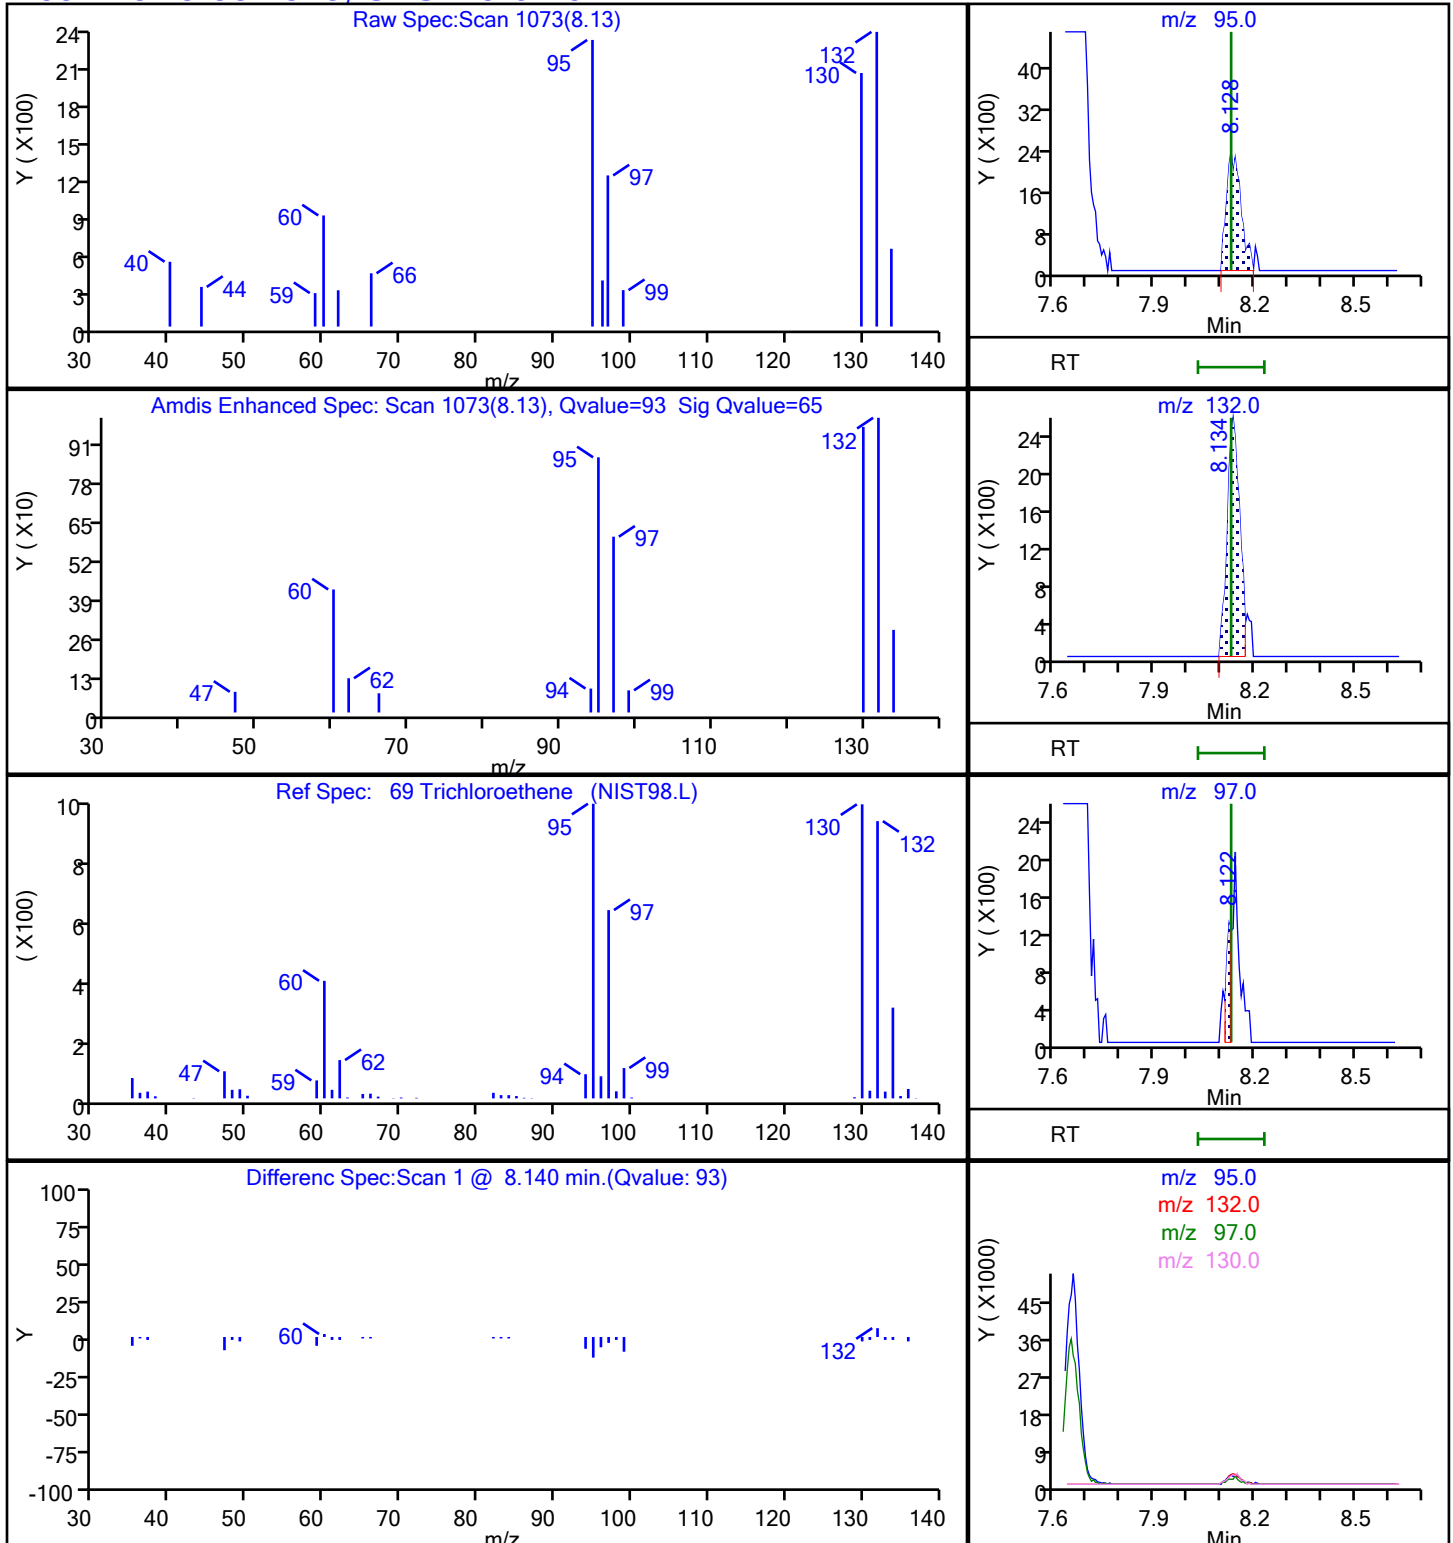 Raw Spec:Scan 1073(8.13)
Y ( X100)
24
21
18
15
12
9
6
3
0
95
132
130
97
60
40
44
59
66
99
30 40 50 60 70 80 90 100 110 120 130 140
m/z
m/z 95.0
Y ( X100)
40
32
24
16
8
0
8.128
7.6 7.9 8.2 8.5
Min
RT
Amdis Enhanced Spec: Scan 1073(8.13), Qvalue=93 Sig Qvalue=65
Y ( X10)
91
78
65
52
39
26
13
0
132
95
97
60
47
62
94
99
30 50 70 90 110 130
m/z
m/z 132.0
Y ( X100)
24
20
16
12
8
4
0
8.134
7.6 7.9 8.2 8.5
Min
RT
Ref Spec: 69 Trichloroethene (NIST98.L)
( X100)
10
8
6
4
2
0
95
130
132
97
60
47
59
62
94
99
30 40 50 60 70 80 90 100 110 120 130 140
m/z 97.0
Y ( X100)
24
20
16
12
8
4
0
8.122
7.6 7.9 8.2 8.5
Min
RT
Differenc Spec:Scan 1 @ 8.140 min.(Qvalue: 93)
Y
100
75
50
25
0
-25
-50
-75
-100
60
132
30 40 50 60 70 80 90 100 110 120 130 140
m/z
m/z 95.0
m/z 132.0
m/z 97.0
m/z 130.0
Y ( X1000)
45
36
27
18
9
0
7.6 7.9 8.2 8.5
Min